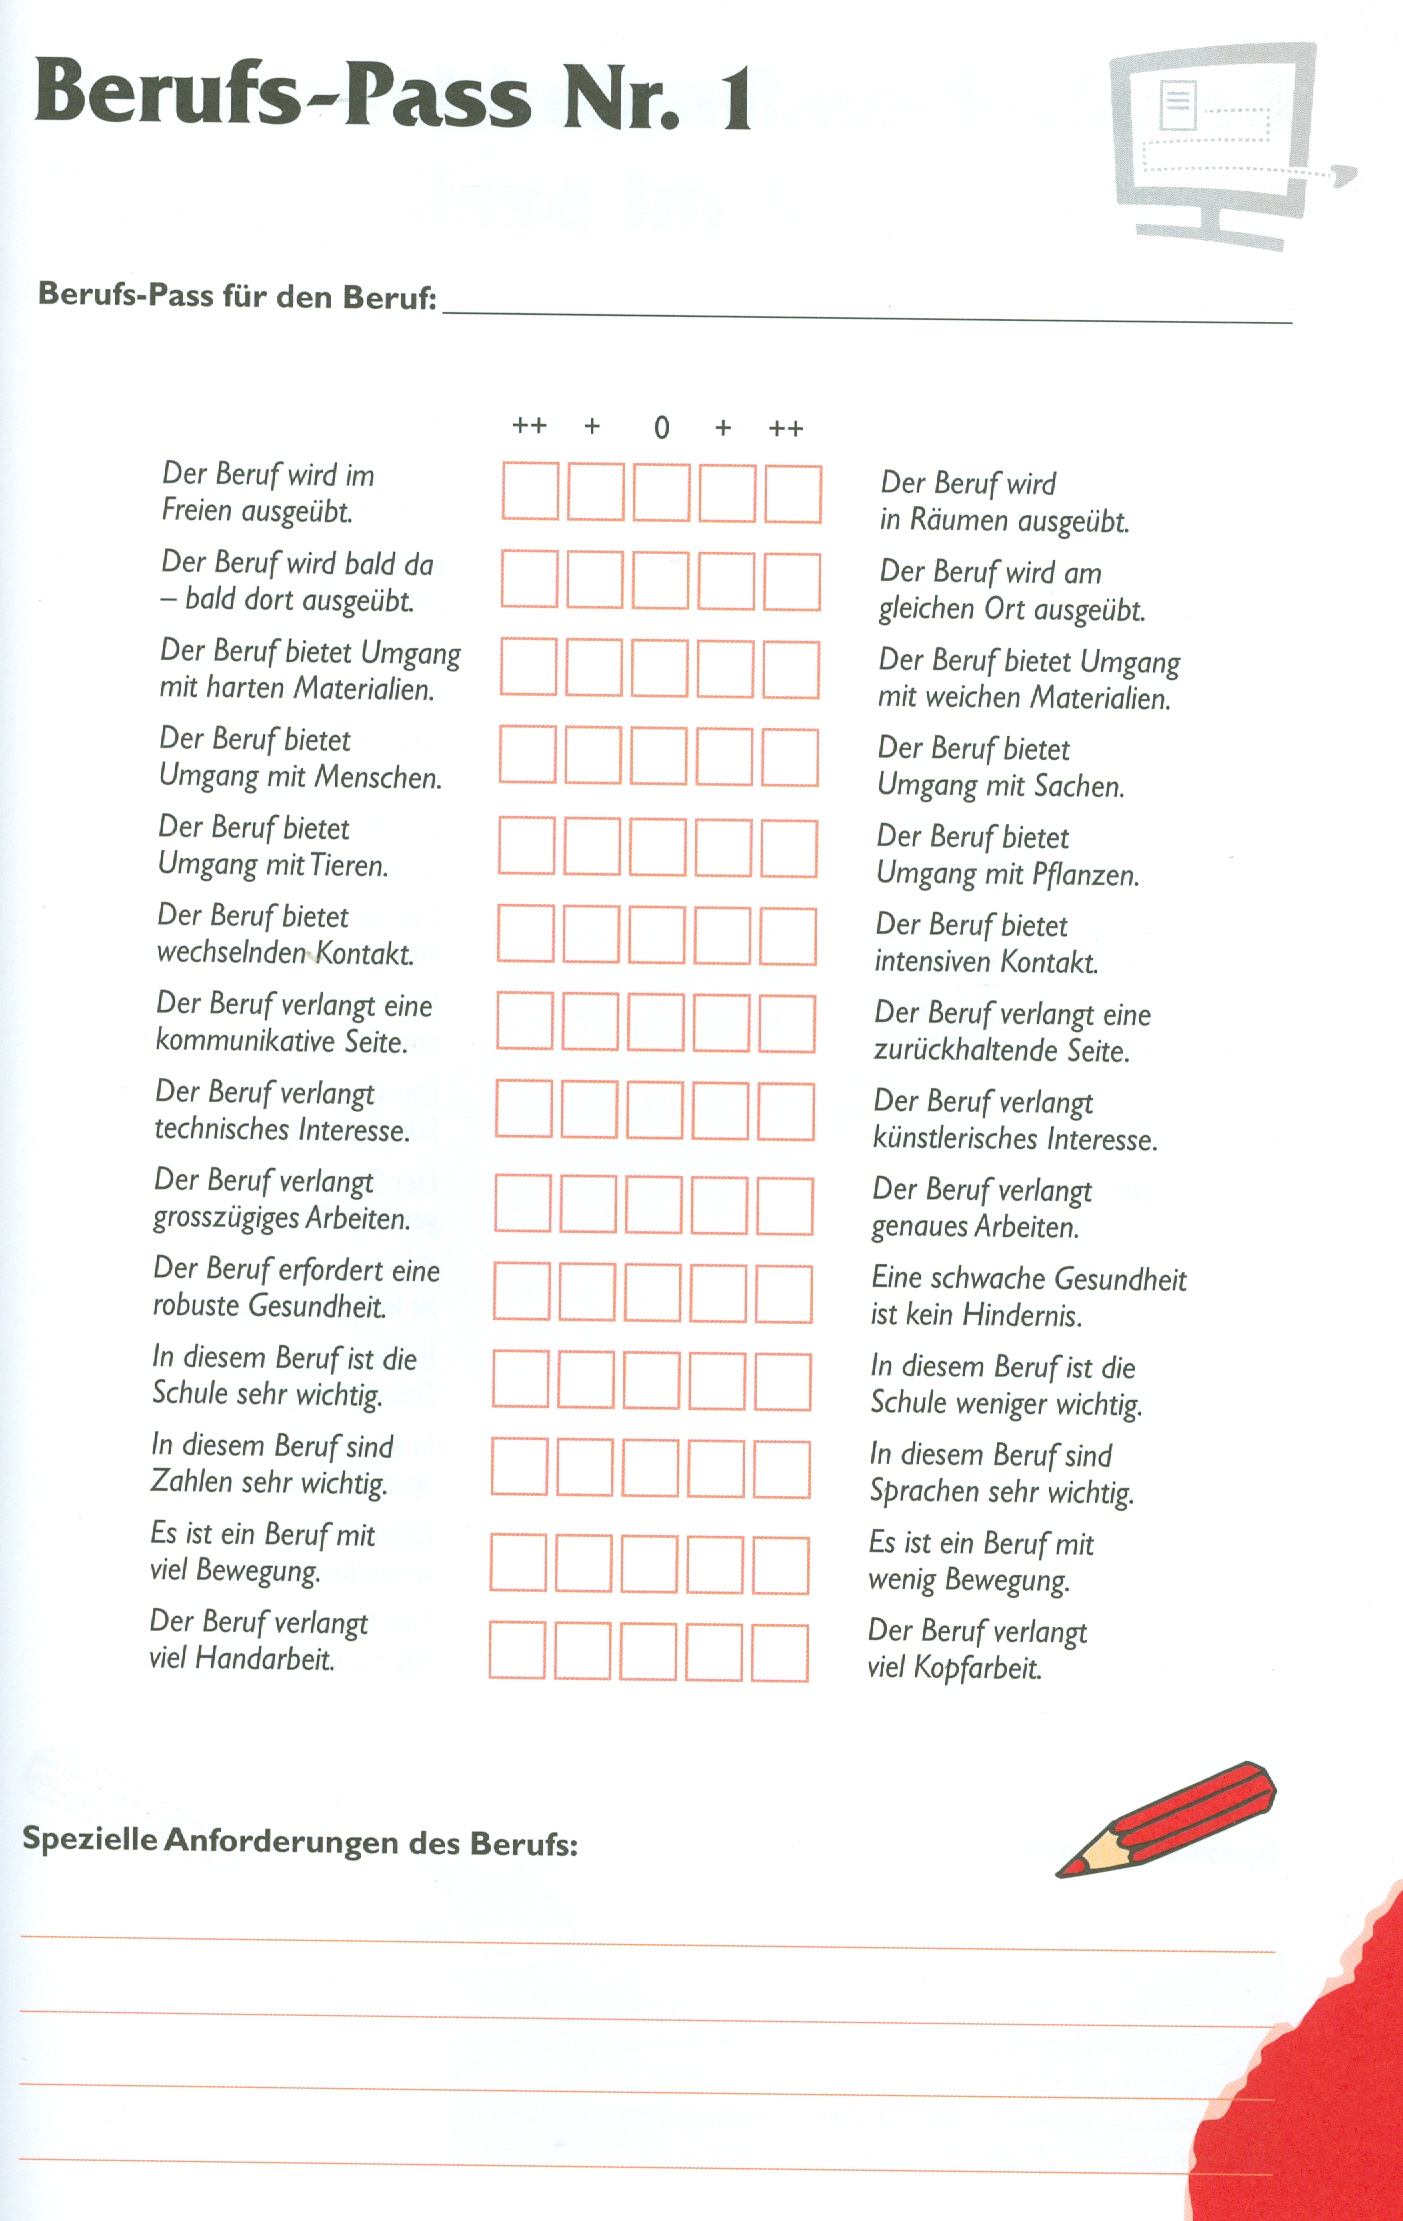 Berufs-Pass Nr. 1
Berufs-Pass für den Beruf:
++ + 0 + ++
Der Beruf wird im
Freien ausgeübt.
Der Beruf wird
in Räumen ausgeübt.
Der Beruf wird bald da
– bald dort ausgeübt.
Der Beruf wird am
gleichen Ort ausgeübt.
Der Beruf bietet Umgang
mit harten Materialien.
Der Beruf bietet Umgang
mit weichen Materialien.
Der Beruf bietet
Umgang mit Menschen.
Der Beruf bietet
Umgang mit Sachen.
Der Beruf bietet
Umgang mit Tieren.
Der Beruf bietet
Umgang mit Pflanzen.
Der Beruf bietet
wechselnden Kontakt.
Der Beruf bietet
intensiven Kontakt.
Der Beruf verlangt eine
kommunikative Seite.
Der Beruf verlangt eine
zurückhaltende Seite.
Der Beruf verlangt
technisches Interesse.
Der Beruf verlangt
künstlerisches Interesse.
Der Beruf verlangt
grosszügiges Arbeiten.
Der Beruf verlangt
genaues Arbeiten.
Der Beruf erfordert eine
robuste Gesundheit.
Eine schwache Gesundheit
ist kein Hindernis.
In diesem Beruf ist die
Schule sehr wichtig.
In diesem Beruf ist die
Schule weniger wichtig.
In diesem Beruf sind
Zahlen sehr wichtig.
In diesem Beruf sind
Sprachen sehr wichtig.
Es ist ein Beruf mit
viel Bewegung.
Es ist ein Beruf mit
wenig Bewegung.
Der Beruf verlangt
viel Handarbeit.
Der Beruf verlangt
viel Kopfarbeit.
Spezielle Anforderungen des Berufs: